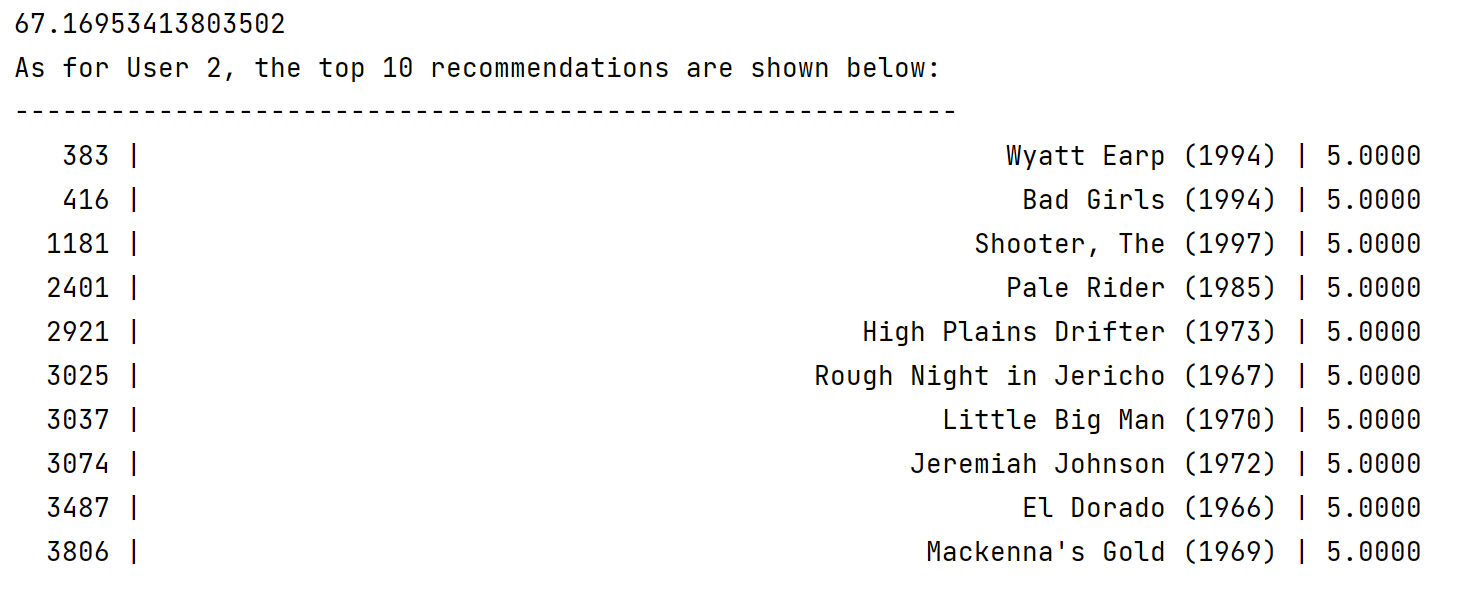 67.16953413803502
As for User 2, the top 10 recommendations are shown below:
-----------------------------------------------------------
383 | Wyatt Earp (1994) | 5.0000
416 | Bad Girls (1994) | 5.0000
1181 | Shooter, The (1997) | 5.0000
2401 | Pale Rider (1985) | 5.0000
2921 | High Plains Drifter (1973) | 5.0000
3025 | Rough Night in Jericho (1967) | 5.0000
3037 | Little Big Man (1970) | 5.0000
3074 | Jeremiah Johnson (1972) | 5.0000
3487 | El Dorado (1966) | 5.0000
3806 | Mackenna's Gold (1969) | 5.0000